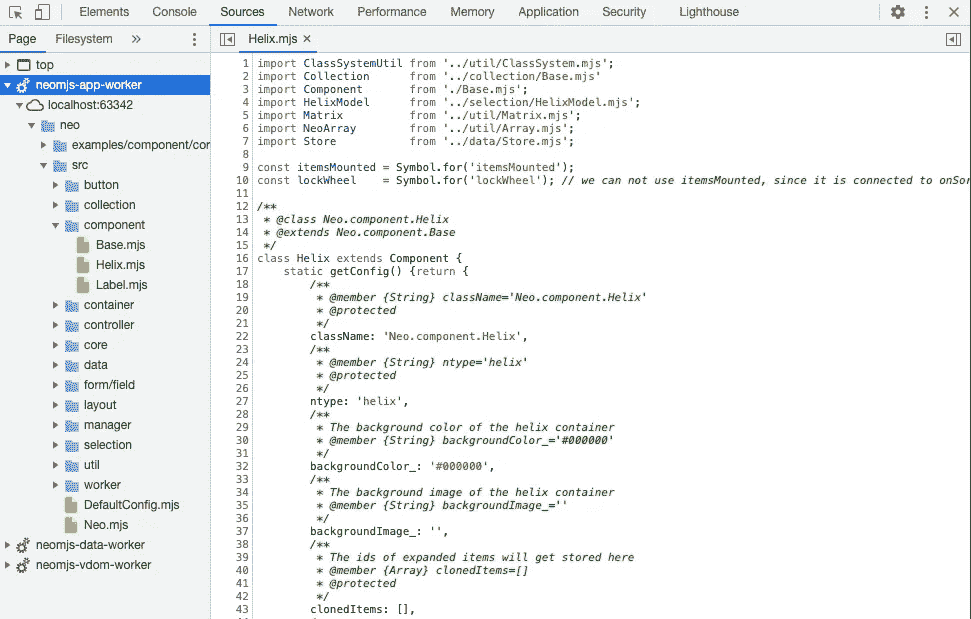 Elements Console Sources Network Performance Memory Application Security Lighthouse
Page Filesystem » Helix.mjs ×
top
neomjs-app-worker
localhost:63342
neo
examples/component/cor
src
button
collection
component
Base.mjs
Helix.mjs
Label.mjs
container
controller
core
data
form/field
layout
manager
selection
util
worker
DefaultConfig.mjs
Neo.mjs
neomjs-data-worker
neomjs-vdom-worker
1 import ClassSystemUtil from '../util/ClassSystem.mjs';
2 import Collection      from '../collection/Base.mjs'
3 import Component       from './Base.mjs';
4 import HelixModel      from '../selection/HelixModel.mjs';
5 import Matrix          from '../util/Matrix.mjs';
6 import NeoArray        from '../util/Array.mjs';
7 import Store           from '../data/Store.mjs';
8
9 const itemsMounted = Symbol.for('itemsMounted');
10 const lockWheel    = Symbol.for('lockWheel'); // we can not use itemsMounted, since it is connected to onSor
11
12 /**
13  * @class Neo.component.Helix
14  * @extends Neo.component.Base
15  */
16 class Helix extends Component {
17     static getConfig() {return {
18         /**
19          * @member {String} className='Neo.component.Helix'
20          * @protected
21          */
22         className: 'Neo.component.Helix',
23         /**
24          * @member {String} ntype='helix'
25          * @protected
26          */
27         ntype: 'helix',
28         /**
29          * The background color of the helix container
30          * @member {String} backgroundColor_='#000000'
31          */
32         backgroundColor_: '#000000',
33         /**
34          * The background image of the helix container
35          * @member {String} backgroundImage_=''
36          */
37         backgroundImage_: '',
38         /**
39          * The ids of expanded items will get stored here
40          * @member {Array} clonedItems=[]
41          * @protected
42          */
43         clonedItems: [],